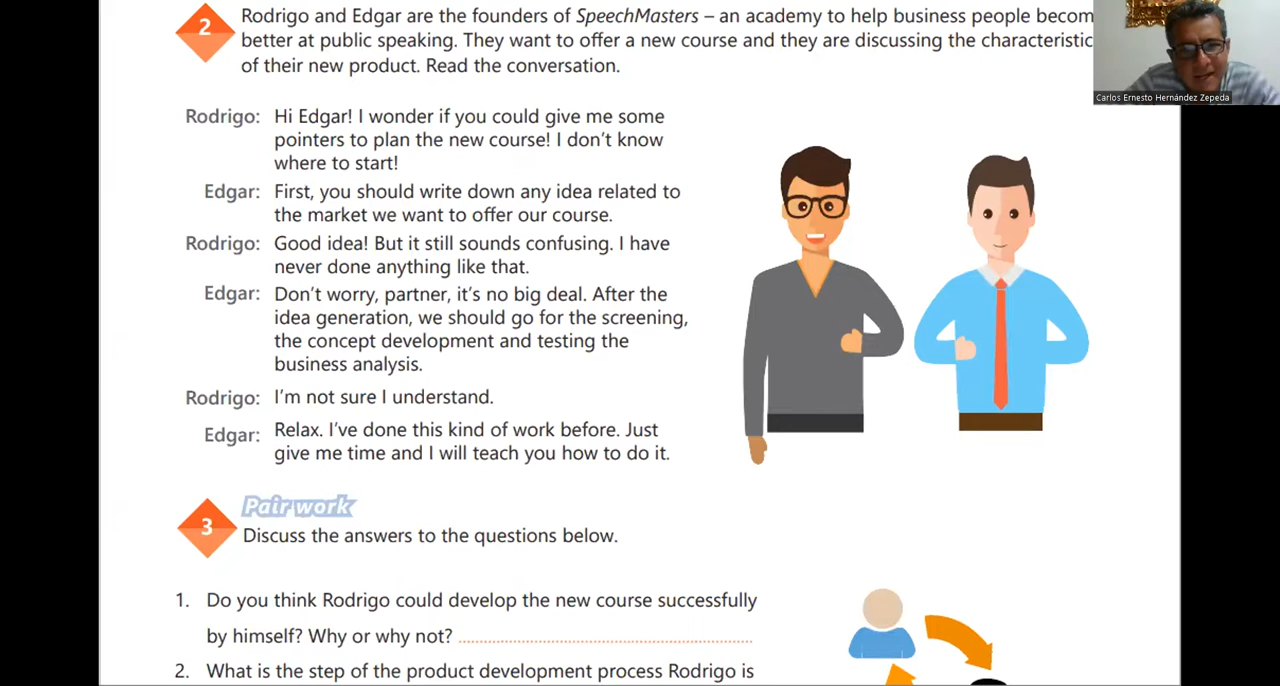 2
Rodrigo and Edgar are the founders of SpeechMasters – an academy to help business people becom
better at public speaking. They want to offer a new course and they are discussing the characteristic
of their new product. Read the conversation.
Carlos Ernesto Hernández Zepeda
Rodrigo: Hi Edgar! I wonder if you could give me some
pointers to plan the new course! I don't know
where to start!
Edgar: First, you should write down any idea related to
the market we want to offer our course.
Rodrigo: Good idea! But it still sounds confusing. I have
never done anything like that.
Edgar: Don't worry, partner, it's no big deal. After the
idea generation, we should go for the screening,
the concept development and testing the
business analysis.
Rodrigo: I'm not sure I understand.
Edgar: Relax. I've done this kind of work before. Just
give me time and I will teach you how to do it.
Pair work
3
Discuss the answers to the questions below.
1. Do you think Rodrigo could develop the new course successfully
by himself? Why or why not?
2. What is the step of the product development process Rodrigo is